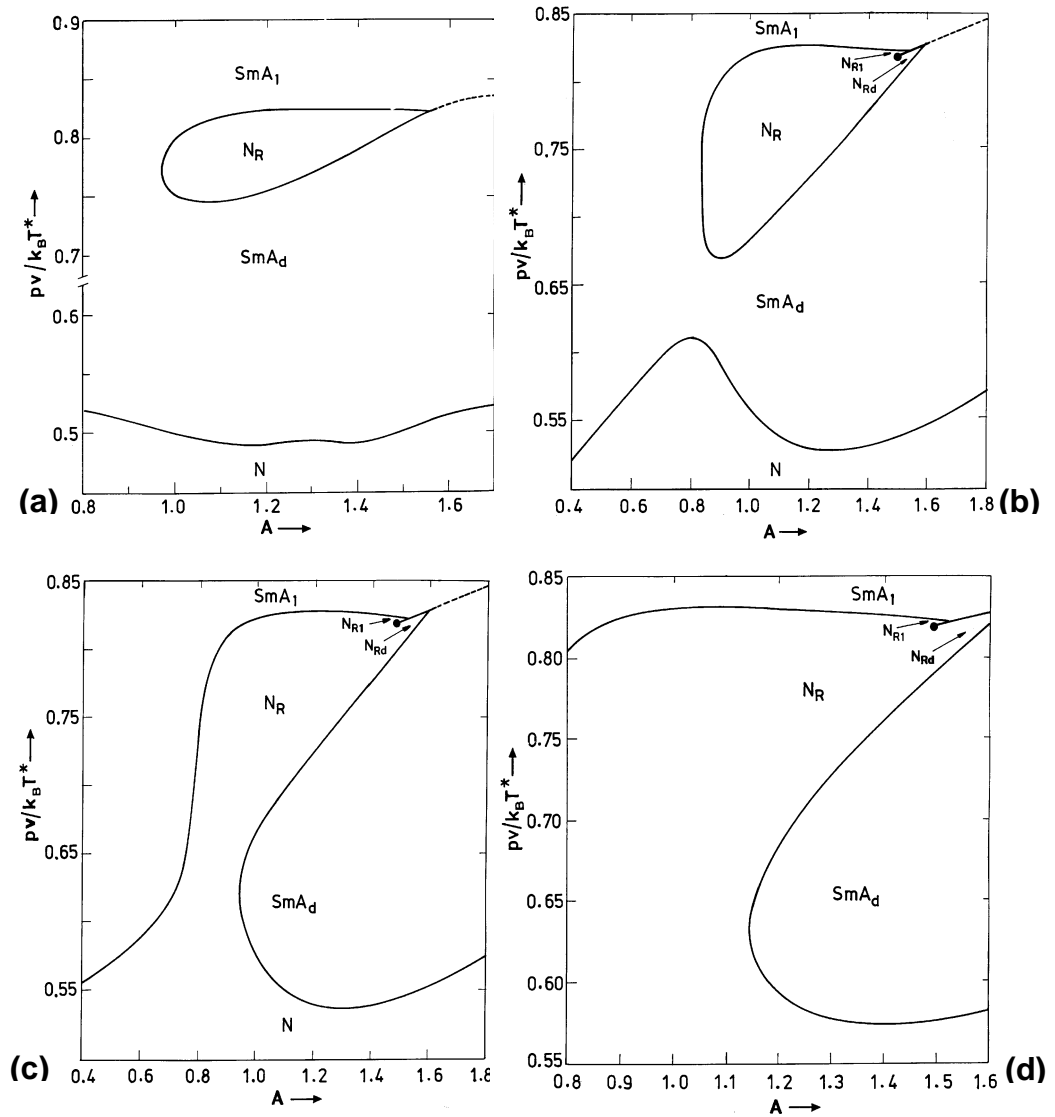 0.9
0.8
0.7
0.6
0.5
pv/kBT* →
SmA1
NR
SmAd
N
(a)
0.8 1.0 1.2 1.4 1.6
A →
0.85
0.75
0.65
0.55
pv/kBT* →
SmA1
NR1
NRd
NR
SmAd
N
0.4 0.6 0.8 1.0 1.2 1.4 1.6 1.8
(b)
A →
0.85
0.75
0.65
0.55
pv/kBT* →
SmA1
NR1
NRd
NR
SmAd
N
(c)
0.4 0.6 0.8 1.0 1.2 1.4 1.6 1.8
A →
0.85
0.80
0.75
0.70
0.65
0.60
0.55
pv/kBT* →
SmA1
NR1
NRd
NR
SmAd
(d)
0.8 0.9 1.0 1.1 1.2 1.3 1.4 1.5 1.6
A →